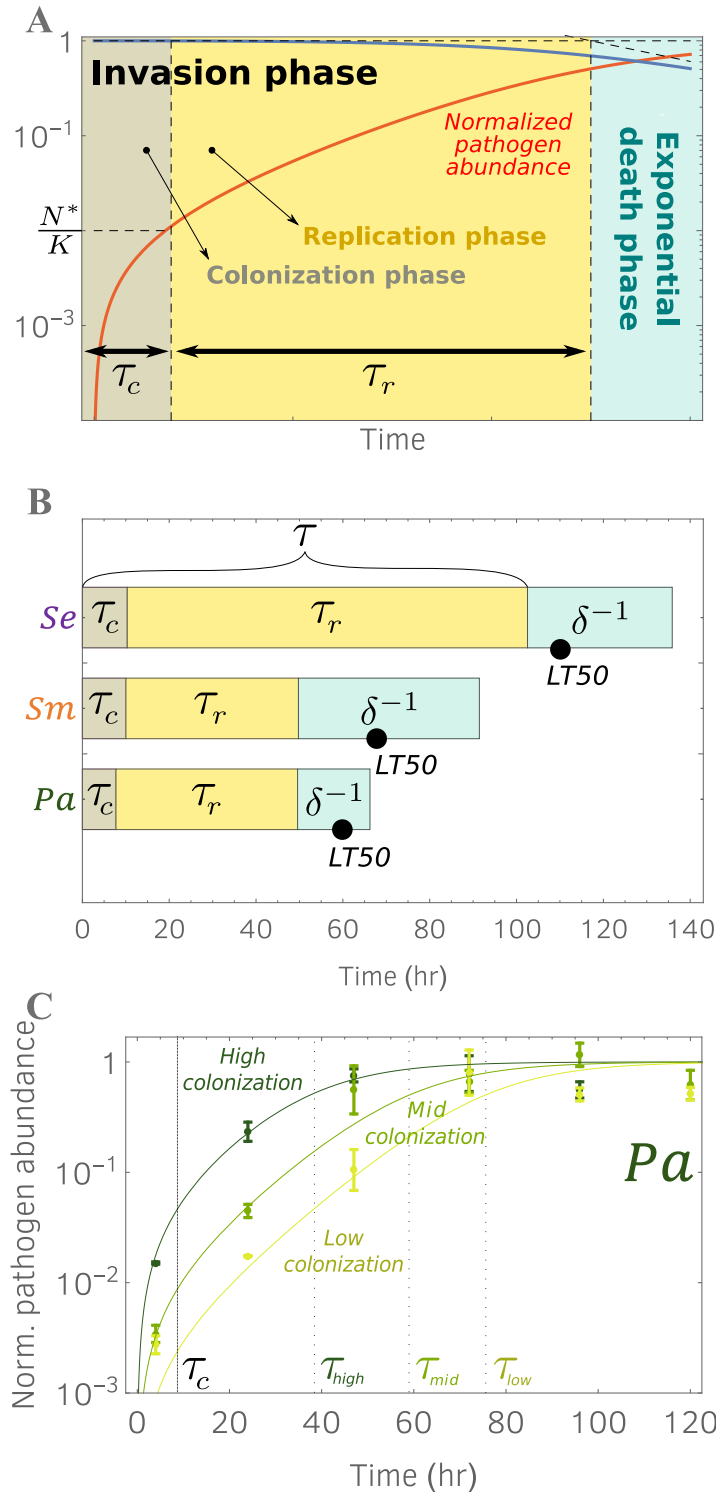 A
1
Invasion phase
10⁻¹
Normalized
pathogen
abundance
Exponential
death phase
N*
K
Replication phase
Colonization phase
10⁻³
τc
τr
Time
B
τ
Se
τc
τr
δ⁻¹
LT50
Sm
τc
τr
δ⁻¹
LT50
Pa
τc
τr
δ⁻¹
LT50
0 20 40 60 80 100 120 140
Time (hr)
C
Norm. pathogen abundance
1
High
colonization
Mid
colonization
Pa
10⁻¹
Low
colonization
10⁻²
τc
τhigh
τmid
τlow
10⁻³
0 20 40 60 80 100 120
Time (hr)